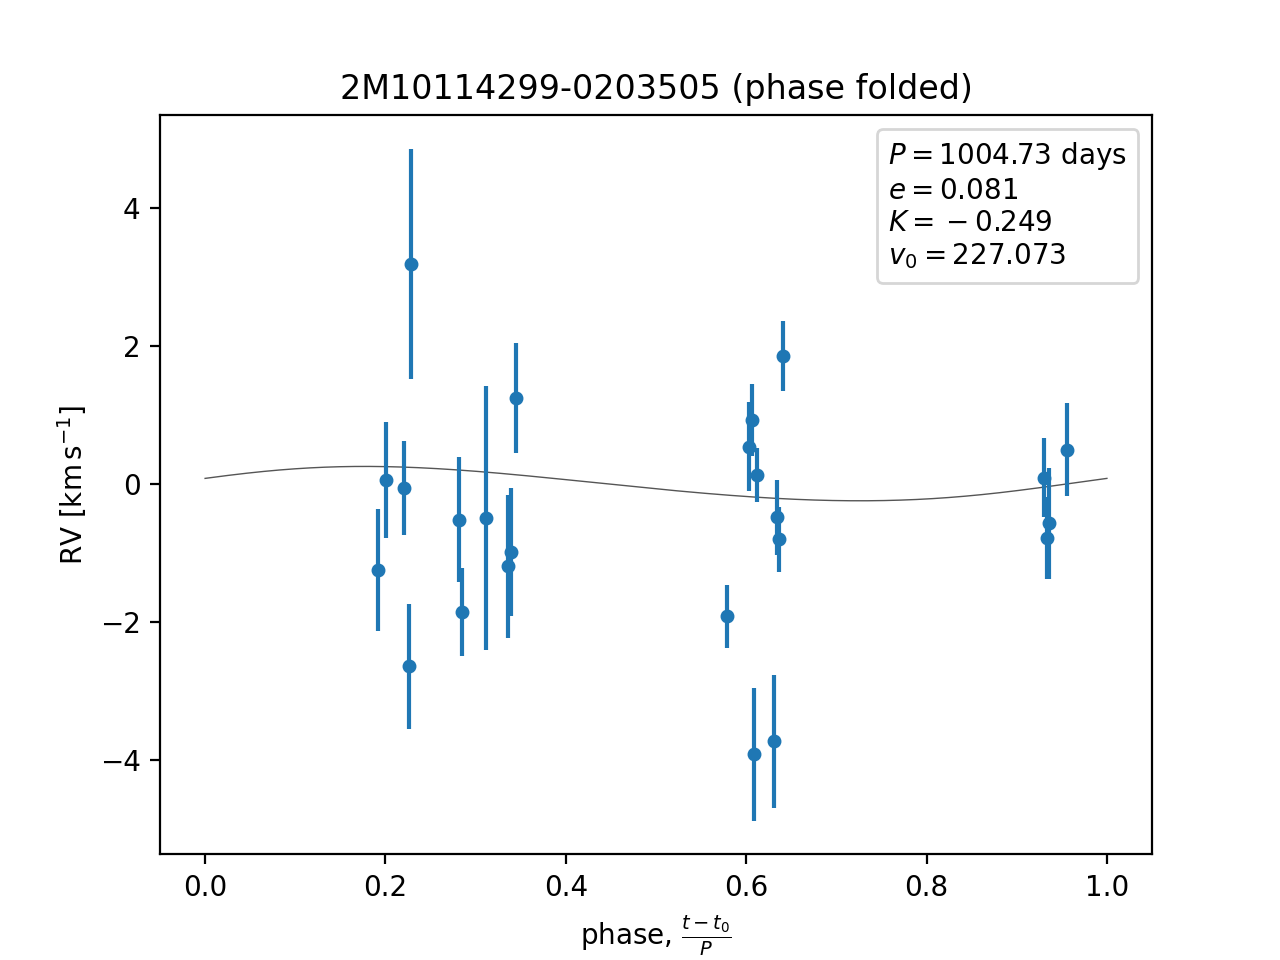 2M10114299-0203505 (phase folded)
P = 1004.73 days
e = 0.081
K = −0.249
v₀ = 227.073
4
2
0
−2
−4
RV [km s⁻¹]
0.0 0.2 0.4 0.6 0.8 1.0
phase, (t − t₀)/P